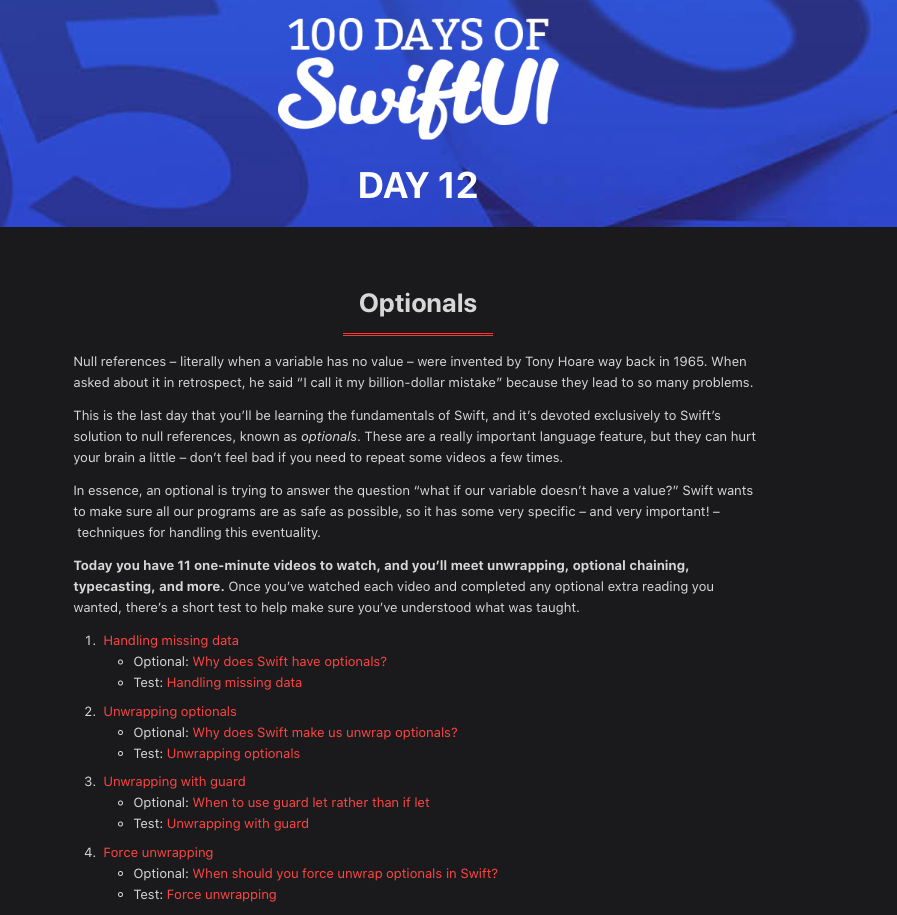 100 DAYS OF
SwiftUI
DAY 12
Optionals
Null references – literally when a variable has no value – were invented by Tony Hoare way back in 1965. When
asked about it in retrospect, he said “I call it my billion-dollar mistake” because they lead to so many problems.
This is the last day that you’ll be learning the fundamentals of Swift, and it’s devoted exclusively to Swift’s
solution to null references, known as optionals. These are a really important language feature, but they can hurt
your brain a little – don’t feel bad if you need to repeat some videos a few times.
In essence, an optional is trying to answer the question “what if our variable doesn’t have a value?” Swift wants
to make sure all our programs are as safe as possible, so it has some very specific – and very important! –
techniques for handling this eventuality.
Today you have 11 one-minute videos to watch, and you’ll meet unwrapping, optional chaining,
typecasting, and more. Once you’ve watched each video and completed any optional extra reading you
wanted, there’s a short test to help make sure you’ve understood what was taught.
1. Handling missing data
◦ Optional: Why does Swift have optionals?
◦ Test: Handling missing data
2. Unwrapping optionals
◦ Optional: Why does Swift make us unwrap optionals?
◦ Test: Unwrapping optionals
3. Unwrapping with guard
◦ Optional: When to use guard let rather than if let
◦ Test: Unwrapping with guard
4. Force unwrapping
◦ Optional: When should you force unwrap optionals in Swift?
◦ Test: Force unwrapping